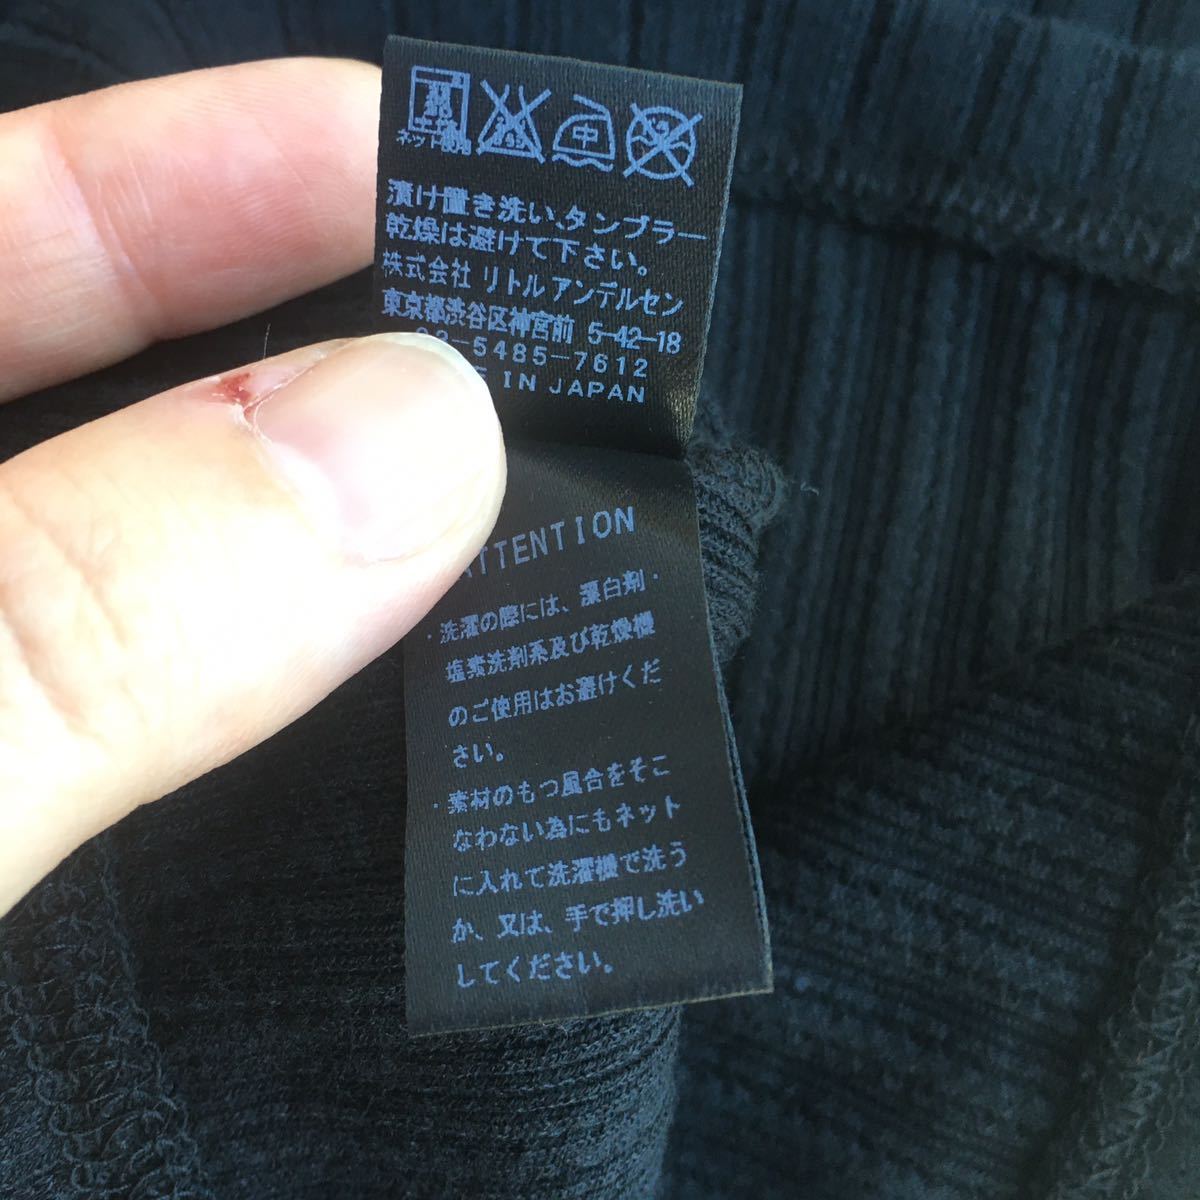 中
漬け置き洗い、タンブラー
乾燥は避けて下さい。
株式会社 リトルアンデルセン
東京都渋谷区神宮前 5-42-18
-5485-7612
IN JAPAN
ATTENTION
・洗濯の際には、漂白剤・
塩素洗剤系及び乾燥機
のご使用はお避けくだ
さい。
・素材のもつ風合をそこ
なわない為にもネット
に入れて洗濯機で洗う
か、又は、手で押し洗い
してください。